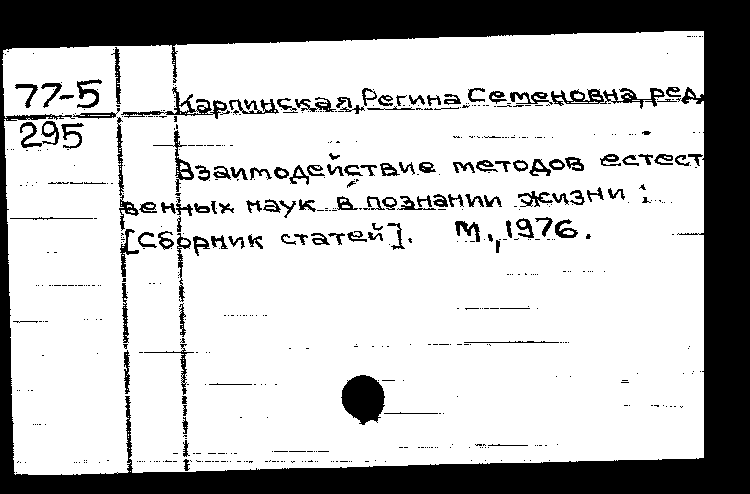 77-5
295
Карпинская, Регина Семеновна, ред.
Взаимодействие методов естест
венных наук в познании жизни :
[Сборник статей]. М., 1976.